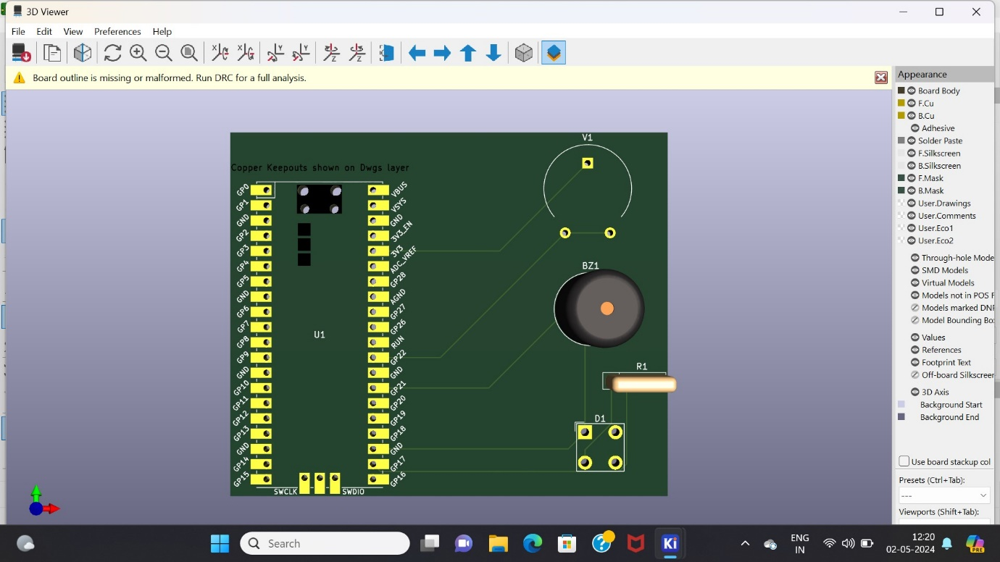 3D Viewer
File Edit View Preferences Help
Board outline is missing or malformed. Run DRC for a full analysis.
Appearance
Board Body
F.Cu
B.Cu
Adhesive
Solder Paste
F.Silkscreen
B.Silkscreen
F.Mask
B.Mask
User.Drawings
User.Comments
User.Eco1
User.Eco2
Through-hole Mode
SMD Models
Virtual Models
Models not in POS F
Models marked DNF
Model Bounding Bo
Values
References
Footprint Text
Off-board Silkscreen
3D Axis
Background Start
Background End
Use board stackup col
Presets (Ctrl+Tab):
---
Viewports (Shift+Tab):
V1
Copper Keepouts shown on Dwgs layer
GP0 VBUS
GP1 VSYS
GND GND
GP2 3V3_EN
GP3 3V3
GP4 ADC_VREF
GP5 GP28
GND AGND
GP6 GP27
GP7 GP26
GP8 RUN
GP9 GP22
GND GND
GP10 GP21
GP11 GP20
GP12 GP19
GP13 GP18
GND GND
GP14 GP17
GP15 GP16
U1
BZ1
R1
D1
SWCLK SWDIO
X X Y Y Z Z
Search
Ki
PRE
ENG
IN
12:20
02-05-2024